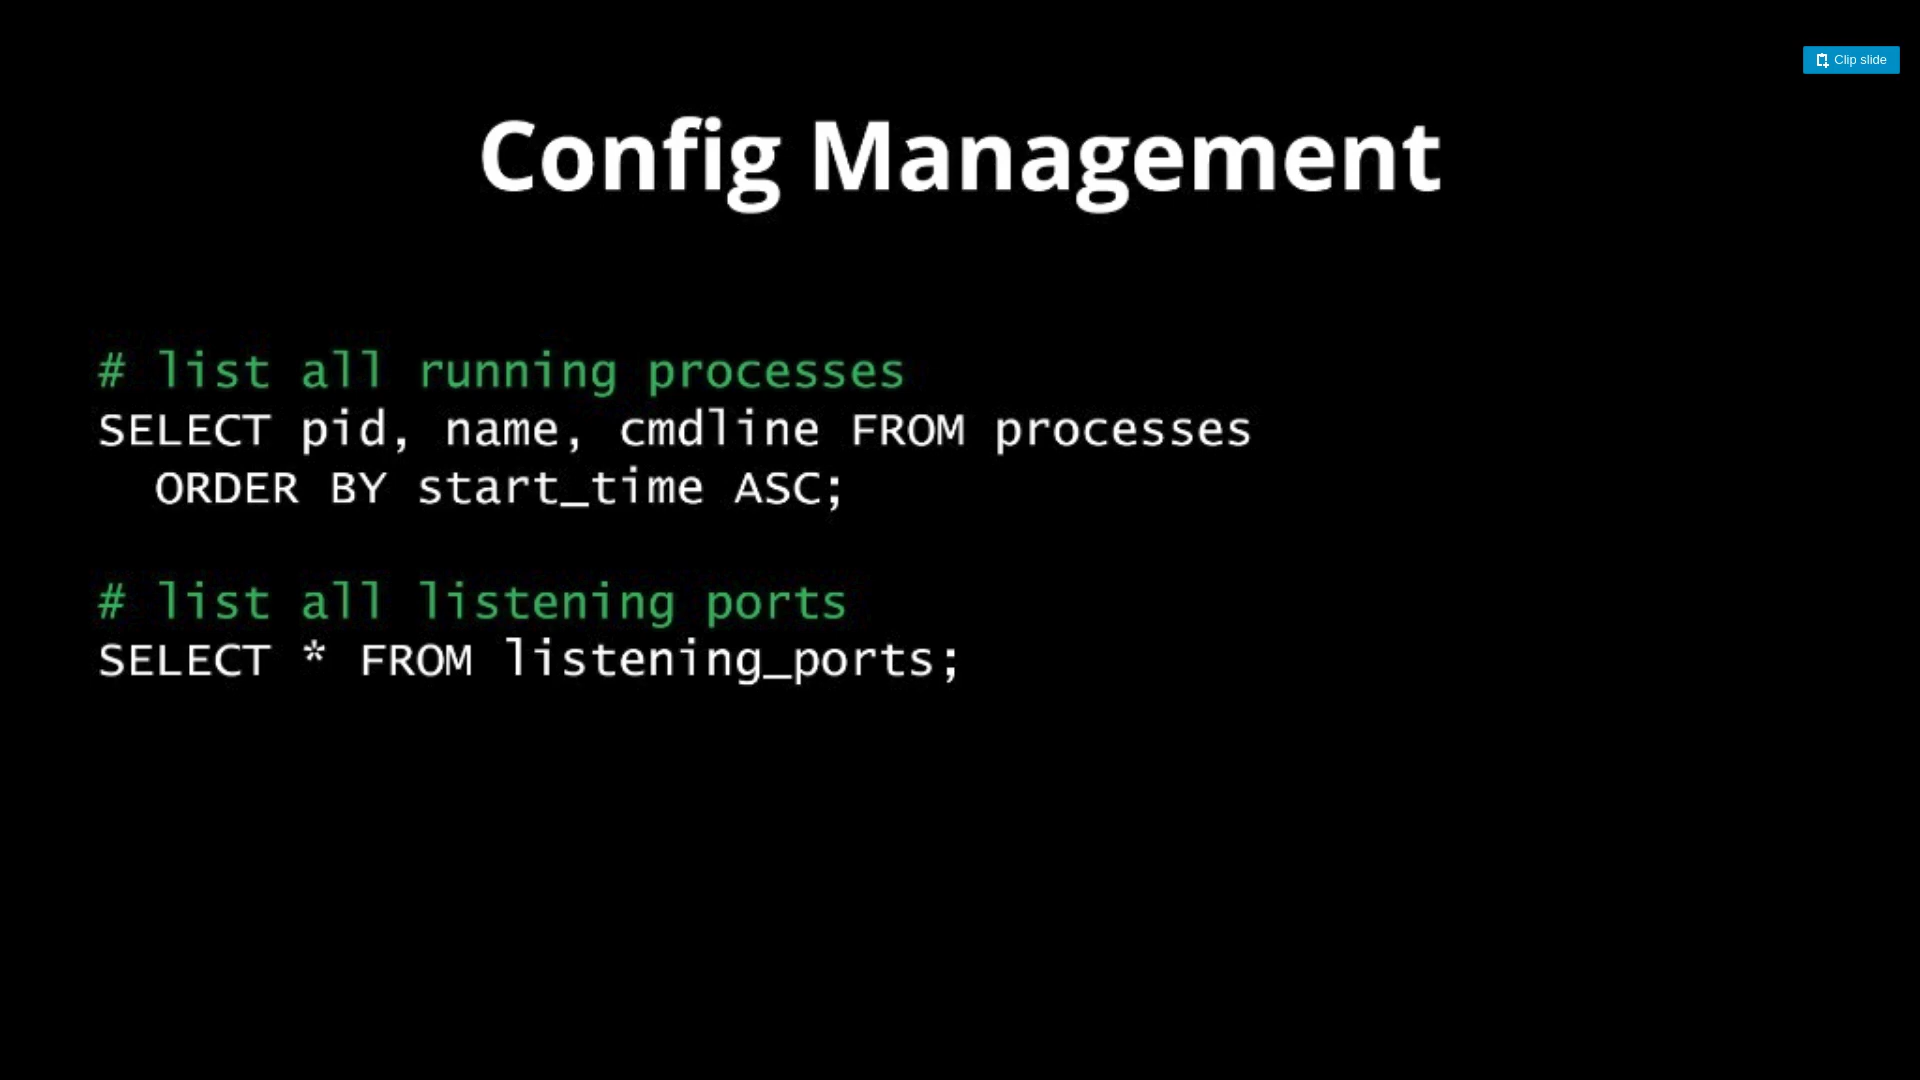 Clip slide
Config Management
# list all running processes
SELECT pid, name, cmdline FROM processes
  ORDER BY start_time ASC;
# list all listening ports
SELECT * FROM listening_ports;